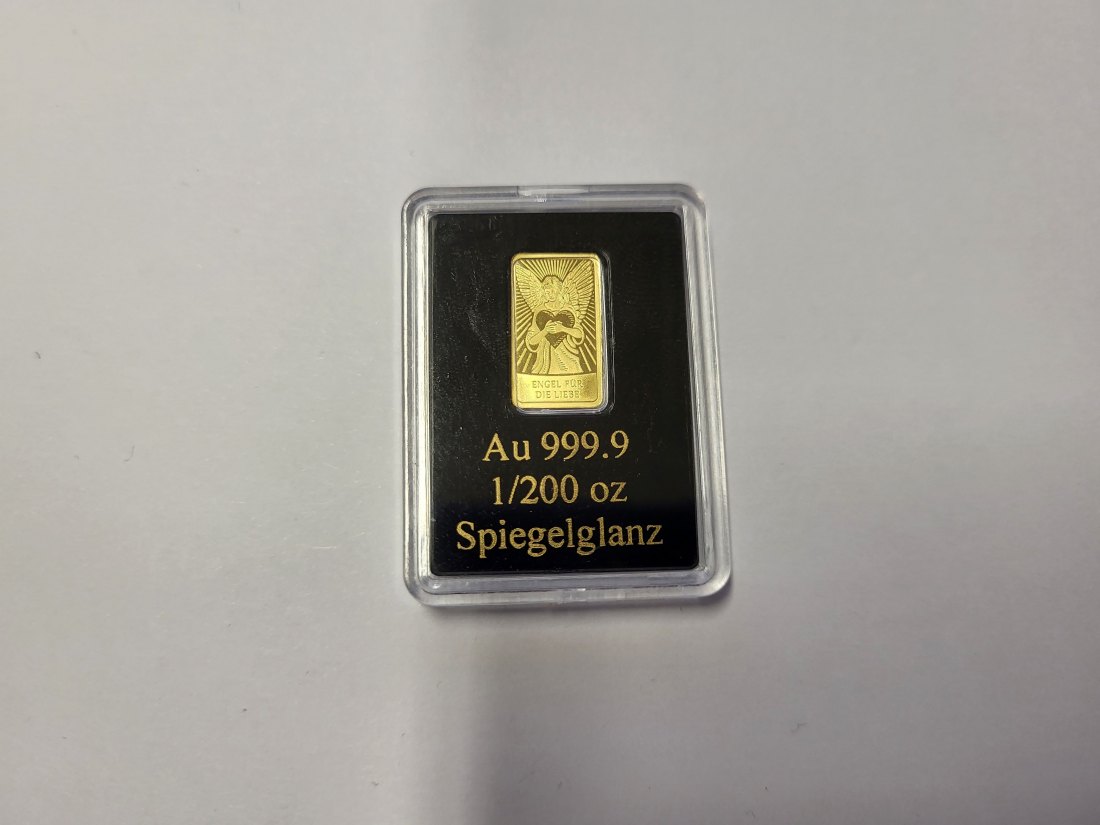 ENGEL FÜR
DIE LIEBE
Au 999.9
1/200 oz
Spiegelglanz